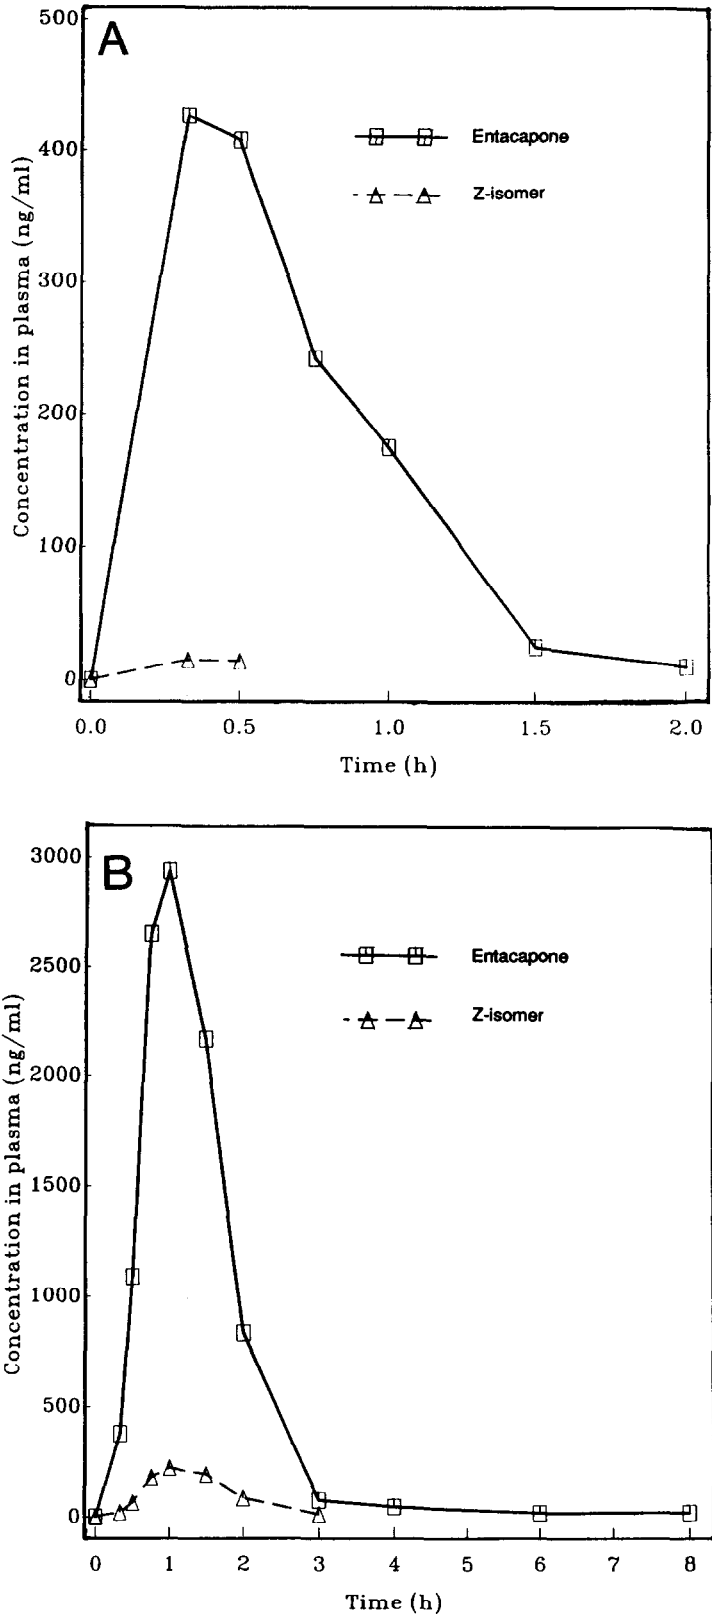 A
500
400
300
200
100
0
Concentration in plasma (ng/ml)
Entacapone
Z-isomer
0.0 0.5 1.0 1.5 2.0
Time (h)
B
3000
2500
2000
1500
1000
500
0
Concentration in plasma (ng/ml)
Entacapone
Z-isomer
0 1 2 3 4 5 6 7 8
Time (h)